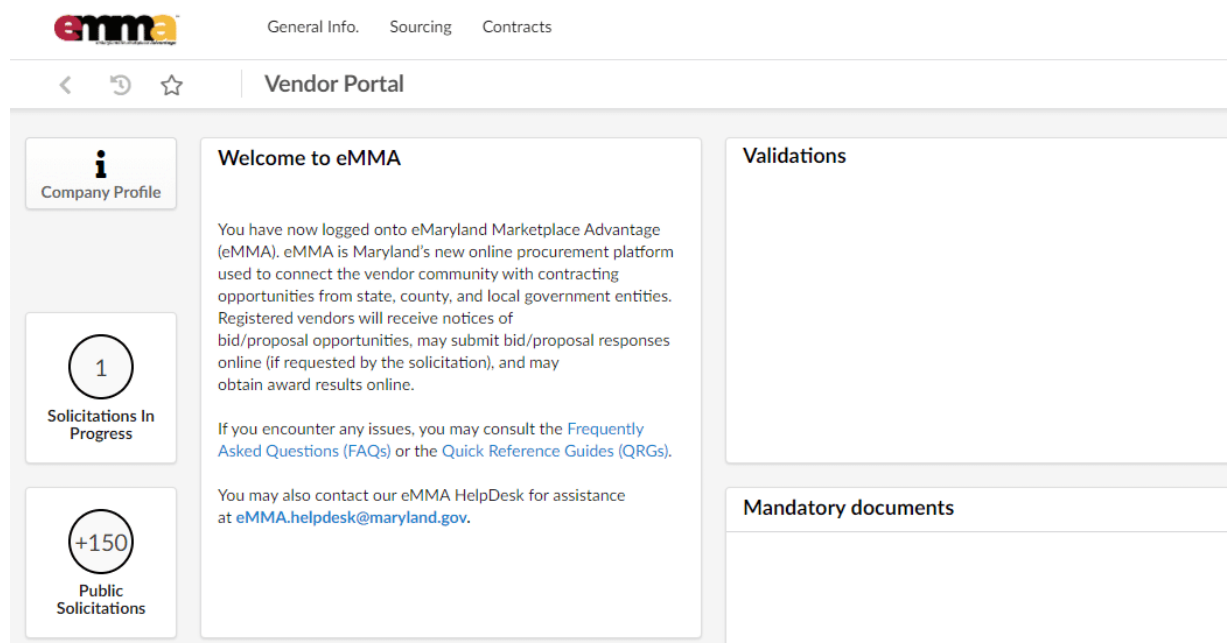 emma
General Info. Sourcing Contracts
Vendor Portal
Company Profile
1
Solicitations In
Progress
+150
Public
Solicitations
Welcome to eMMA
You have now logged onto eMaryland Marketplace Advantage
(eMMA). eMMA is Maryland's new online procurement platform
used to connect the vendor community with contracting
opportunities from state, county, and local government entities.
Registered vendors will receive notices of
bid/proposal opportunities, may submit bid/proposal responses
online (if requested by the solicitation), and may
obtain award results online.
If you encounter any issues, you may consult the Frequently
Asked Questions (FAQs) or the Quick Reference Guides (QRGs).
You may also contact our eMMA HelpDesk for assistance
at eMMA.helpdesk@maryland.gov.
Validations
Mandatory documents